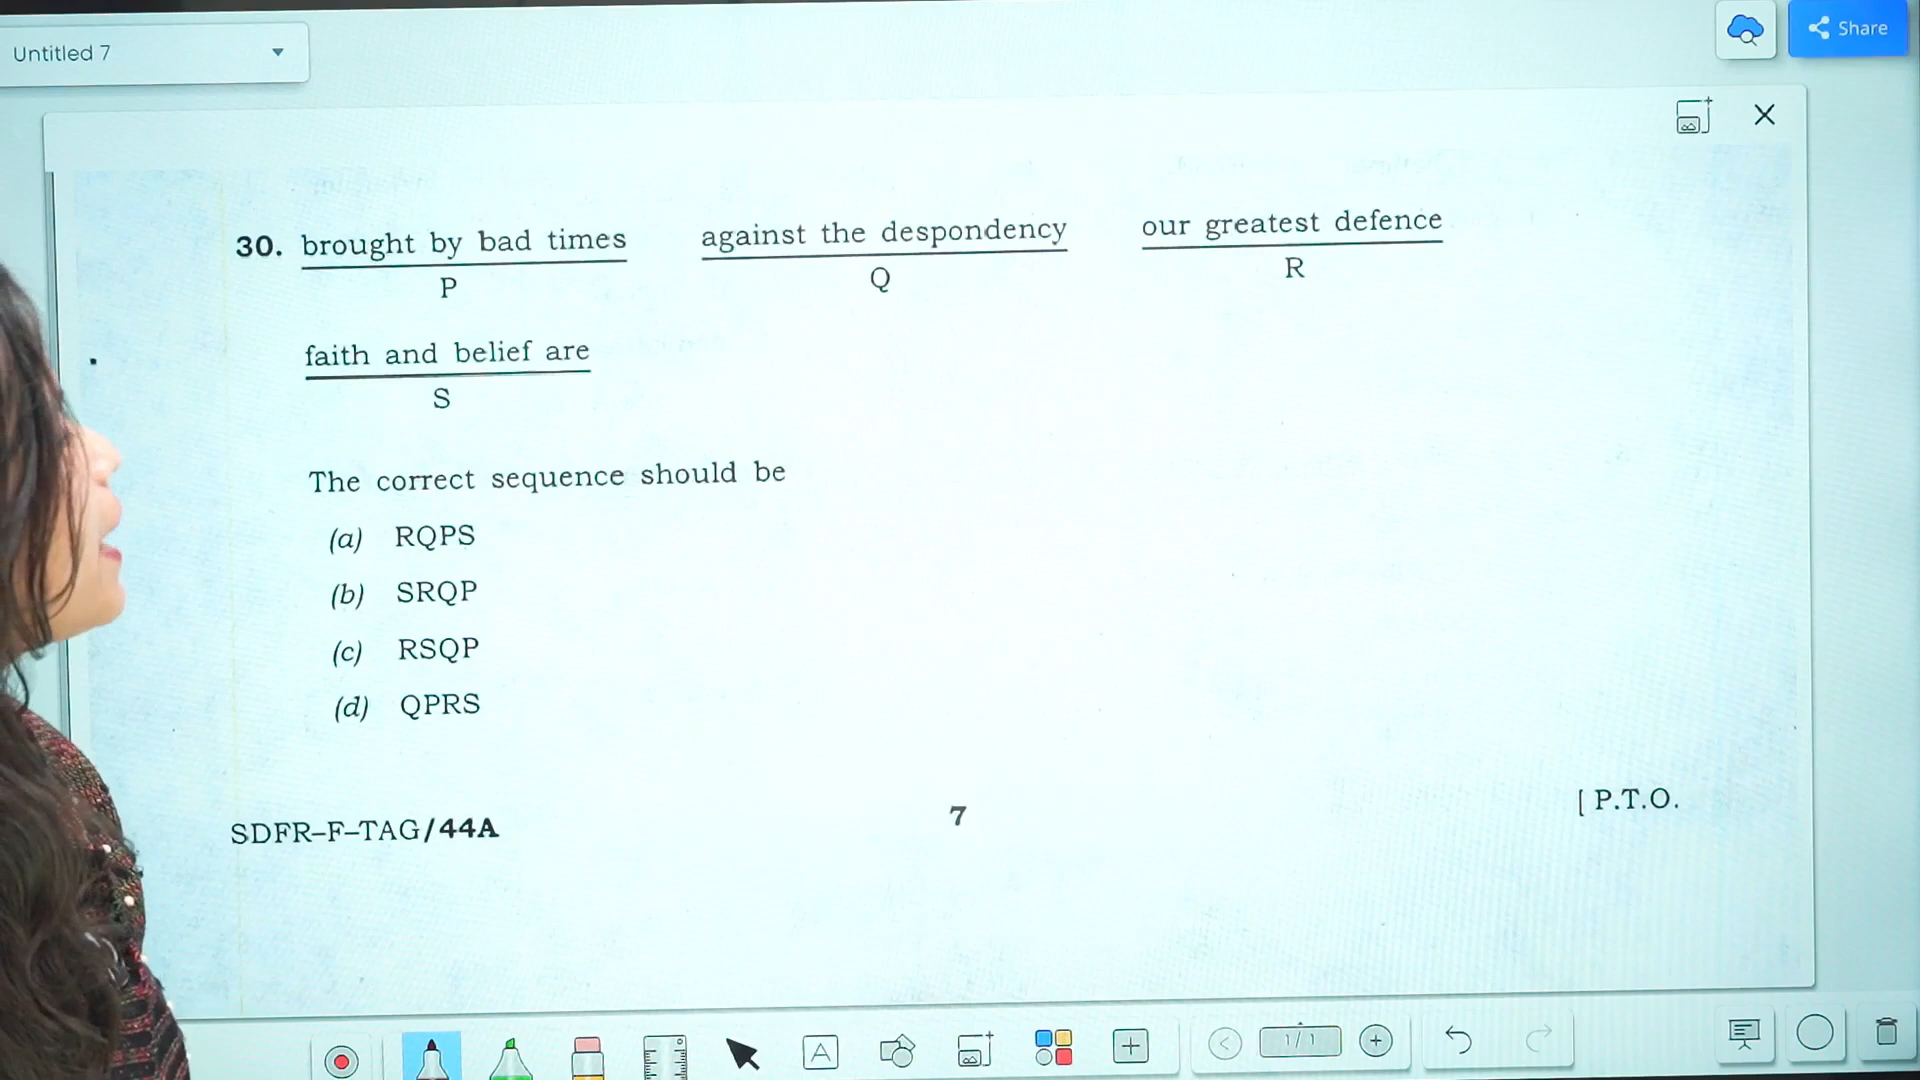 Untitled 7
Share
30. brought by bad times against the despondency our greatest defence
P Q R
faith and belief are
S
The correct sequence should be
(a) RQPS
(b) SRQP
(c) RSQP
(d) QPRS
SDFR–F–TAG/44A 7 [ P.T.O.
A 1 / 1